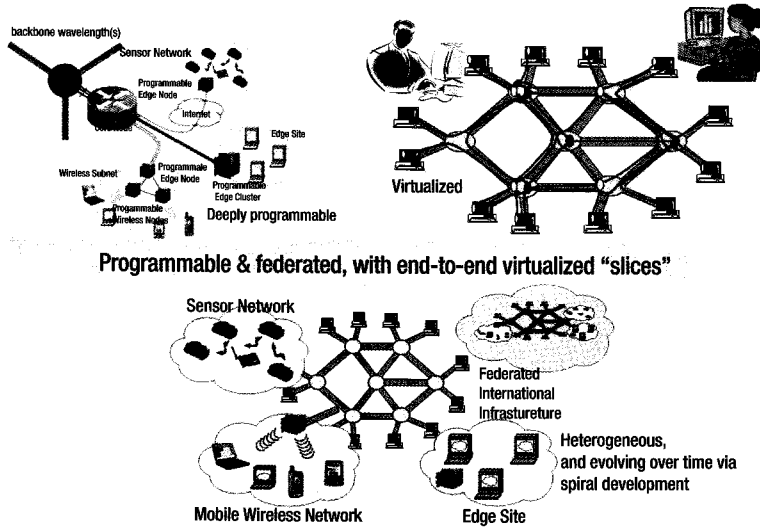 backbone wavelength(s)
Sensor Network
Programmable
Edge Node
Internet
Edge Site
Programmale
Edge Node
Wireless Subnet
Programmable
Edge Cluster
Progammable
Wireless Nodes
Deeply programmable
Virtualized
Programmable & federated, with end-to-end virtualized “slices”
Sensor Network
Federated
International
Infrastureture
Heterogeneous,
and evolving over time via
spiral development
Mobile Wireless Network
Edge Site